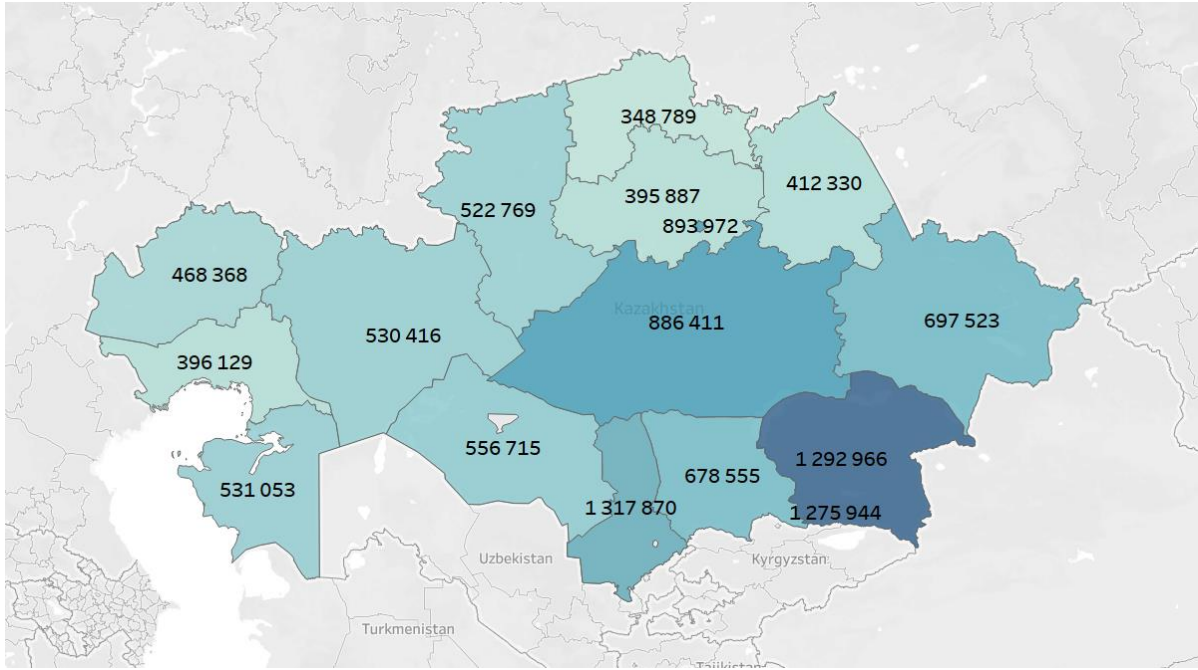 348 789
412 330
395 887
522 769
893 972
468 368
Kazakhstan
886 411
697 523
530 416
396 129
556 715
1 292 966
678 555
531 053
1 317 870
1 275 944
Uzbekistan
Kyrgyzstan
Turkmenistan
Tajikistan